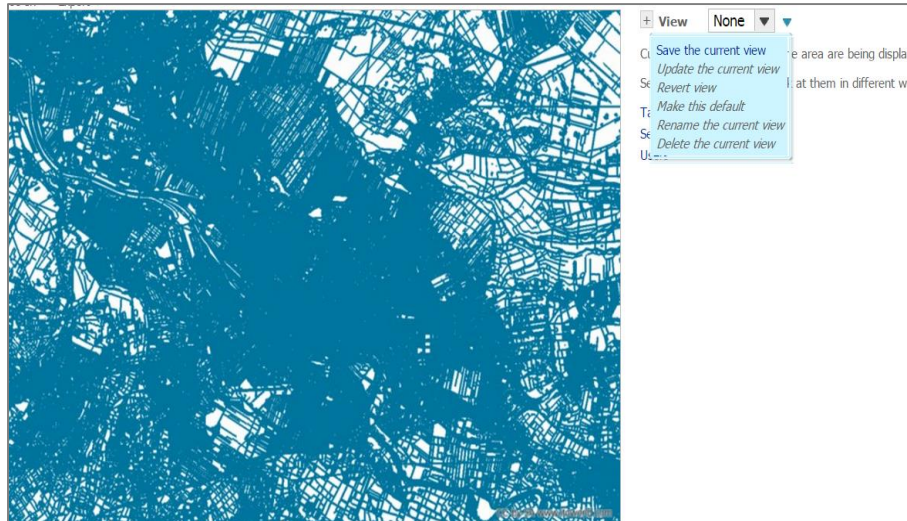 + View None
Save the current view
e area are being displa
Update the current view
Revert view
at them in different w
Make this default
Rename the current view
Delete the current view